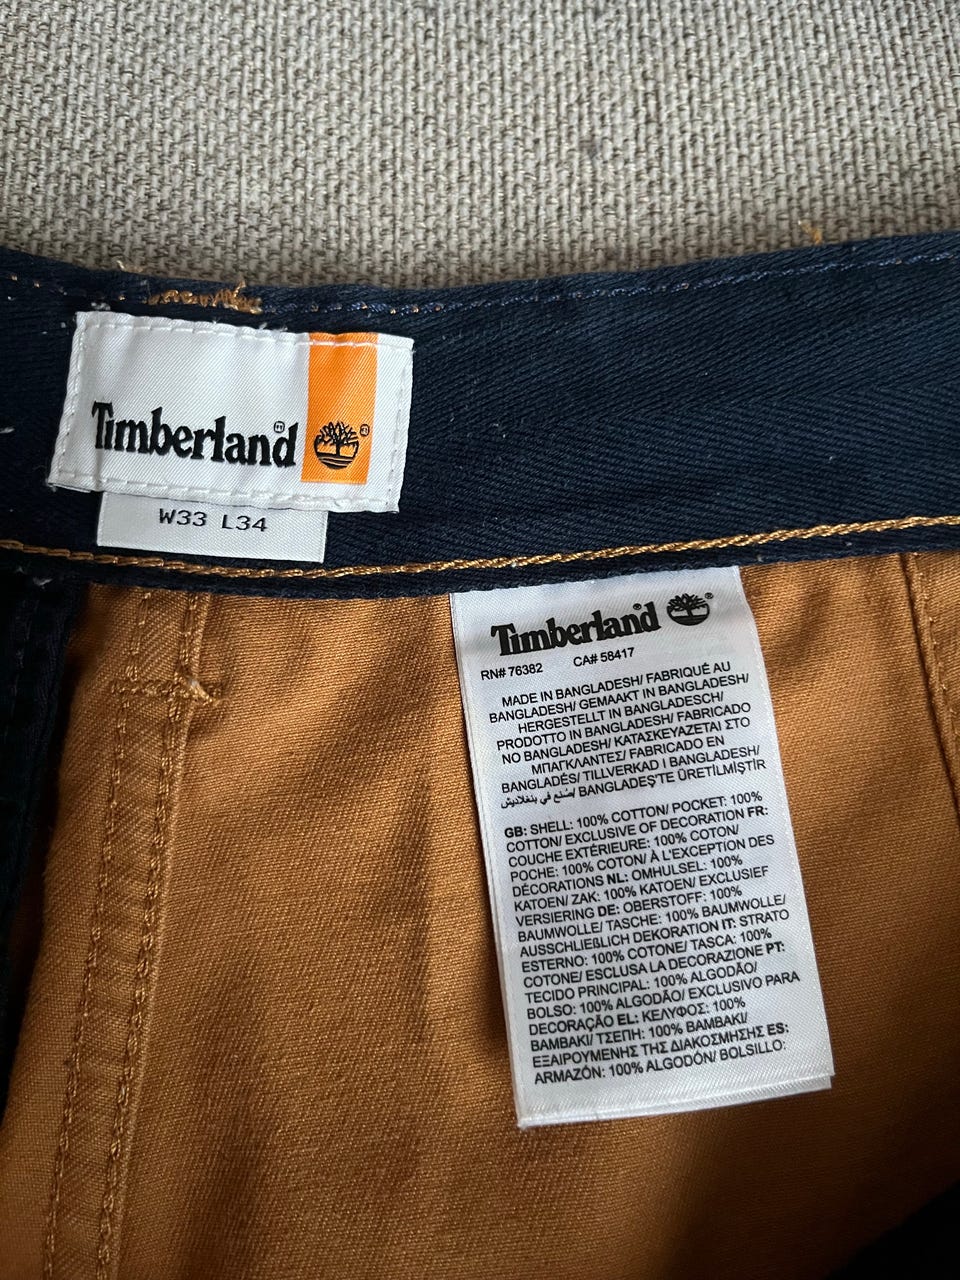 Timberland®
W33 L34
Timberland ®
RN# 76382 CA# 58417
MADE IN BANGLADESH/ FABRIQUÉ AU
BANGLADESH/ GEMAAKT IN BANGLADESH/
HERGESTELLT IN BANGLADESCH/
PRODOTTO IN BANGLADESH/ FABRICADO
NO BANGLADESH/ ΚΑΤΑΣΚΕΥΑΖΕΤΑΙ ΣΤΟ
ΜΠΑΓΚΛΑΝΤΕΣ/ FABRICADO EN
BANGLADÉS/ TILLVERKAD I BANGLADESH/
صُنع في بنغلاديش/ BANGLADEŞ'TE ÜRETİLMİŞTİR
GB: SHELL: 100% COTTON/ POCKET: 100%
COTTON/ EXCLUSIVE OF DECORATION FR:
COUCHE EXTÉRIEURE: 100% COTON/
POCHE: 100% COTON/ À L'EXCEPTION DES
DÉCORATIONS NL: OMHULSEL: 100%
KATOEN/ ZAK: 100% KATOEN/ EXCLUSIEF
VERSIERING DE: OBERSTOFF: 100%
BAUMWOLLE/ TASCHE: 100% BAUMWOLLE/
AUSSCHLIEßLICH DEKORATION IT: STRATO
ESTERNO: 100% COTONE/ TASCA: 100%
COTONE/ ESCLUSA LA DECORAZIONE PT:
TECIDO PRINCIPAL: 100% ALGODÃO/
BOLSO: 100% ALGODÃO/ EXCLUSIVO PARA
DECORAÇÃO EL: ΚΕΛΥΦΟΣ: 100%
ΒΑΜΒΑΚΙ/ ΤΣΕΠΗ: 100% ΒΑΜΒΑΚΙ/
ΕΞΑΙΡΟΥΜΕΝΗΣ ΤΗΣ ΔΙΑΚΟΣΜΗΣΗΣ ES:
ARMAZÓN: 100% ALGODÓN/ BOLSILLO: